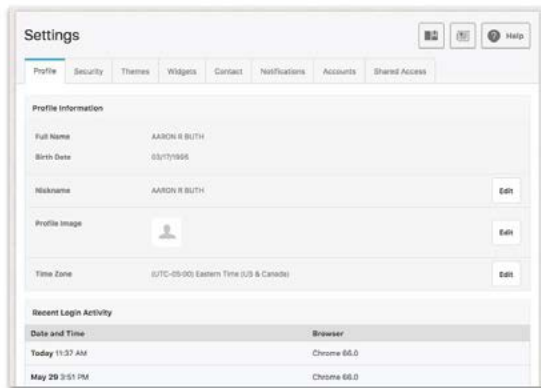 Settings
Help
Profile Security Themes Widgets Contact Notifications Accounts Shared Access
Profile Information
Full Name AARON R BUTH
Birth Date
Nickname AARON R BUTH
Edit
Profile Image
Edit
Time Zone (UTC-05:00) Eastern Time (US & Canada)
Edit
Recent Login Activity
Date and Time Browser
Today 11:37 AM Chrome 66.0
May 29 3:51 PM Chrome 66.0